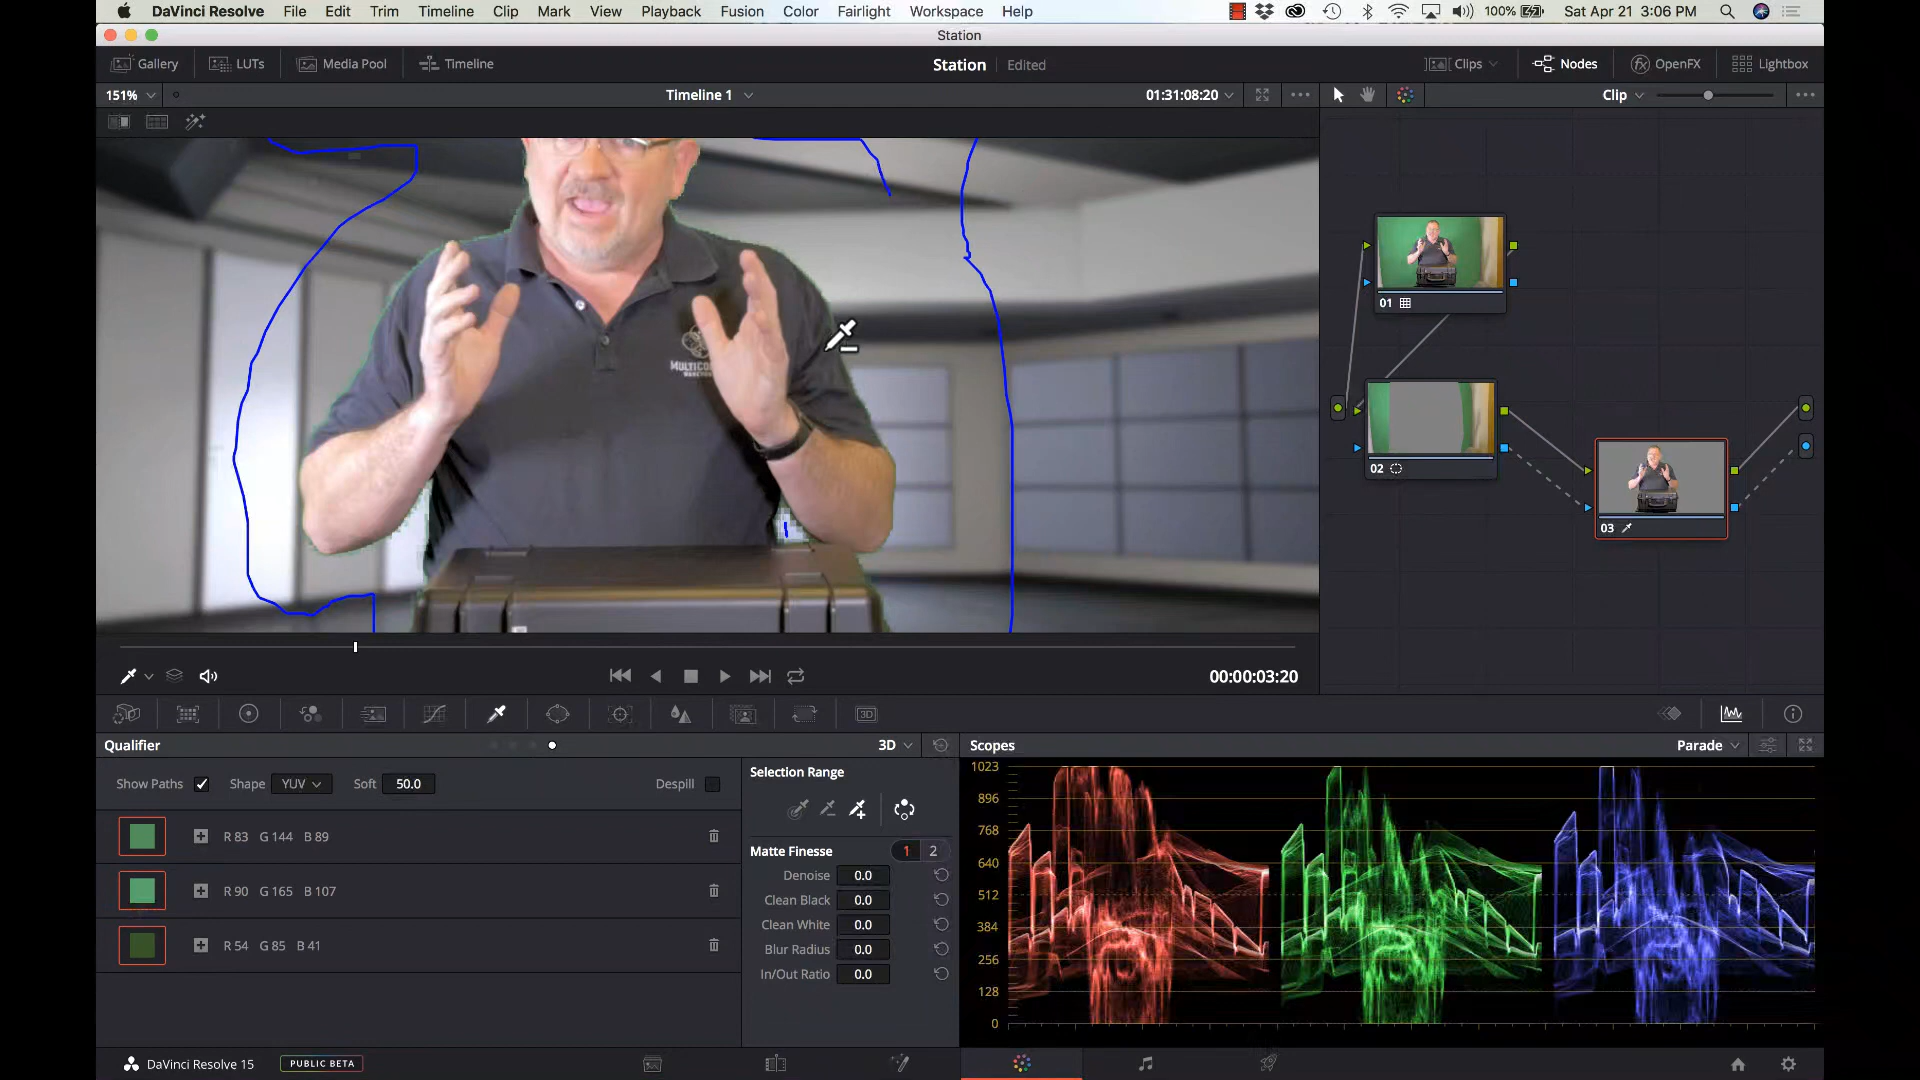 DaVinci Resolve File Edit Trim Timeline Clip Mark View Playback Fusion Color Fairlight Workspace Help 100% Sat Apr 21 3:06 PM
Station
Gallery LUTs Media Pool Timeline Station Edited Clips Nodes OpenFX Lightbox
151% Timeline 1 01:31:08:20 Clip
01
02
03
00:00:03:20
3D
Qualifier 3D Scopes Parade
Show Paths Shape YUV Soft 50.0 Despill
R 83 G 144 B 89
R 90 G 165 B 107
R 54 G 85 B 41
Selection Range
Matte Finesse 1 2
Denoise 0.0
Clean Black 0.0
Clean White 0.0
Blur Radius 0.0
In/Out Ratio 0.0
1023
896
768
640
512
384
256
128
0
DaVinci Resolve 15 PUBLIC BETA